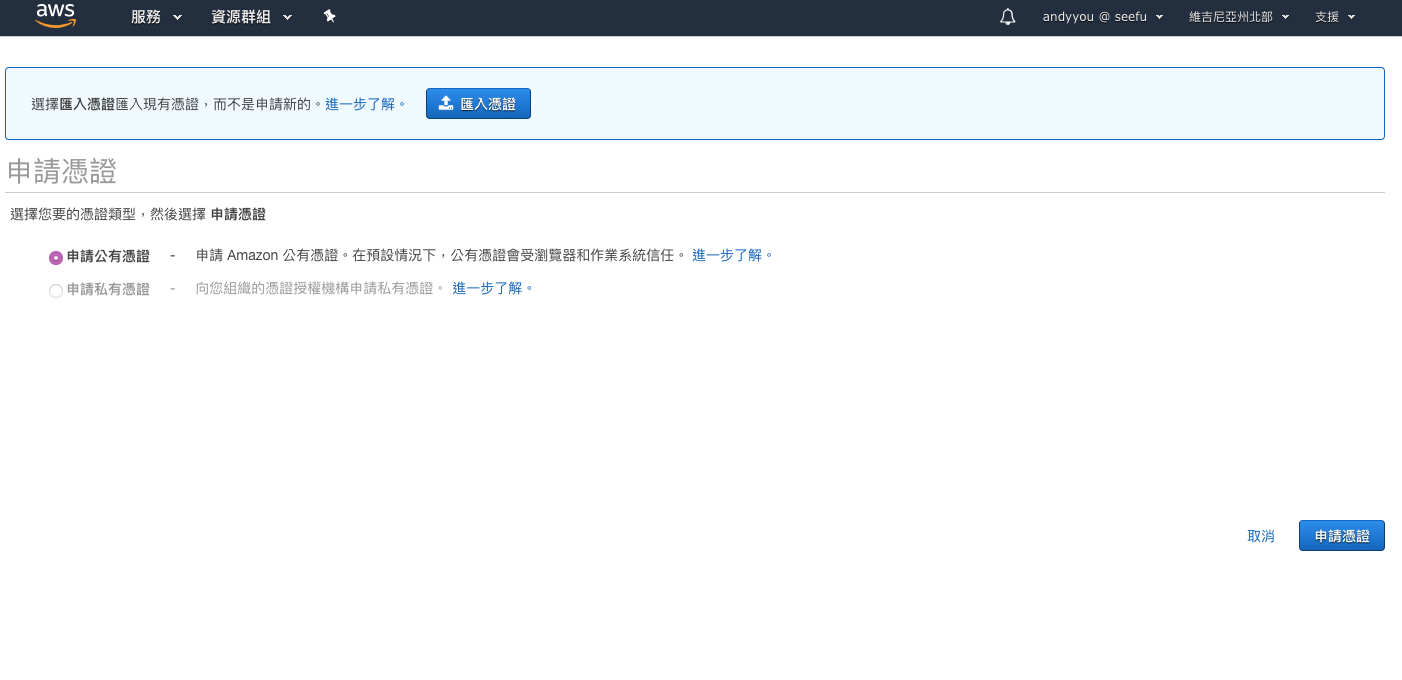 aws 服務 資源群組 andyyou @ seefu 維吉尼亞州北部 支援
選擇匯入憑證匯入現有憑證，而不是申請新的。進一步了解。 匯入憑證
申請憑證
選擇您要的憑證類型，然後選擇 申請憑證
申請公有憑證 - 申請 Amazon 公有憑證。在預設情況下，公有憑證會受瀏覽器和作業系統信任。 進一步了解。
申請私有憑證 - 向您組織的憑證授權機構申請私有憑證。 進一步了解。
取消 申請憑證